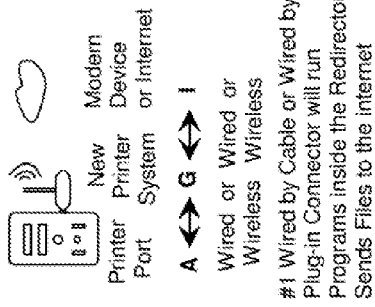 New Modem
Printer Printer Device
Port System or Internet
A G I
Wired or Wired or
Wireless Wireless
#1 Wired by Cable or Wired by
Plug-in Connector will run
Programs inside the Redirector
Sends Files to the internet